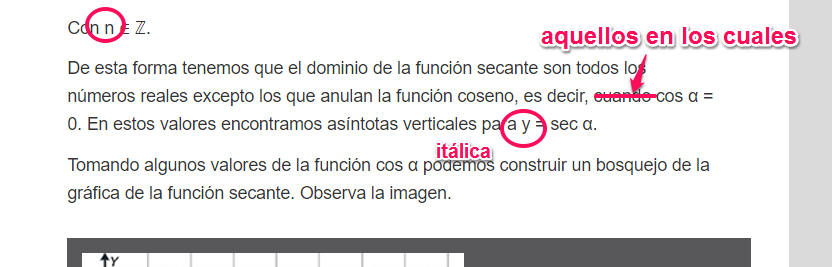 Con n ∈ ℤ.
aquellos en los cuales
De esta forma tenemos que el dominio de la función secante son todos los
números reales excepto los que anulan la función coseno, es decir, cuando cos α =
0. En estos valores encontramos asíntotas verticales para y = sec α.
itálica
Tomando algunos valores de la función cos α podemos construir un bosquejo de la
gráfica de la función secante. Observa la imagen.
Y